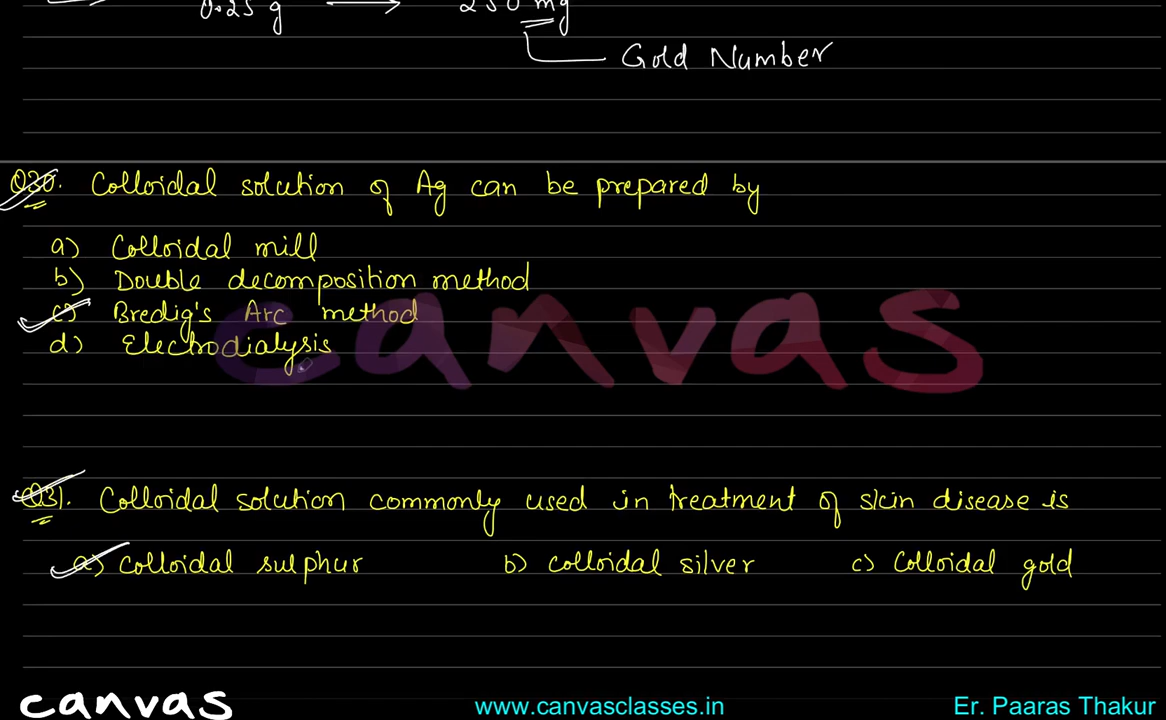 0.25 g ⟶ 250 mg
Gold Number
Q30. Colloidal solution of Ag can be prepared by
a) Colloidal mill
b) Double decomposition method
c) Bredig's Arc method
d) Electrodialysis
canvas
Q31. Colloidal solution commonly used in treatment of skin disease is
a) Colloidal sulphur b) colloidal silver c) Colloidal gold
canvas www.canvasclasses.in Er. Paaras Thakur